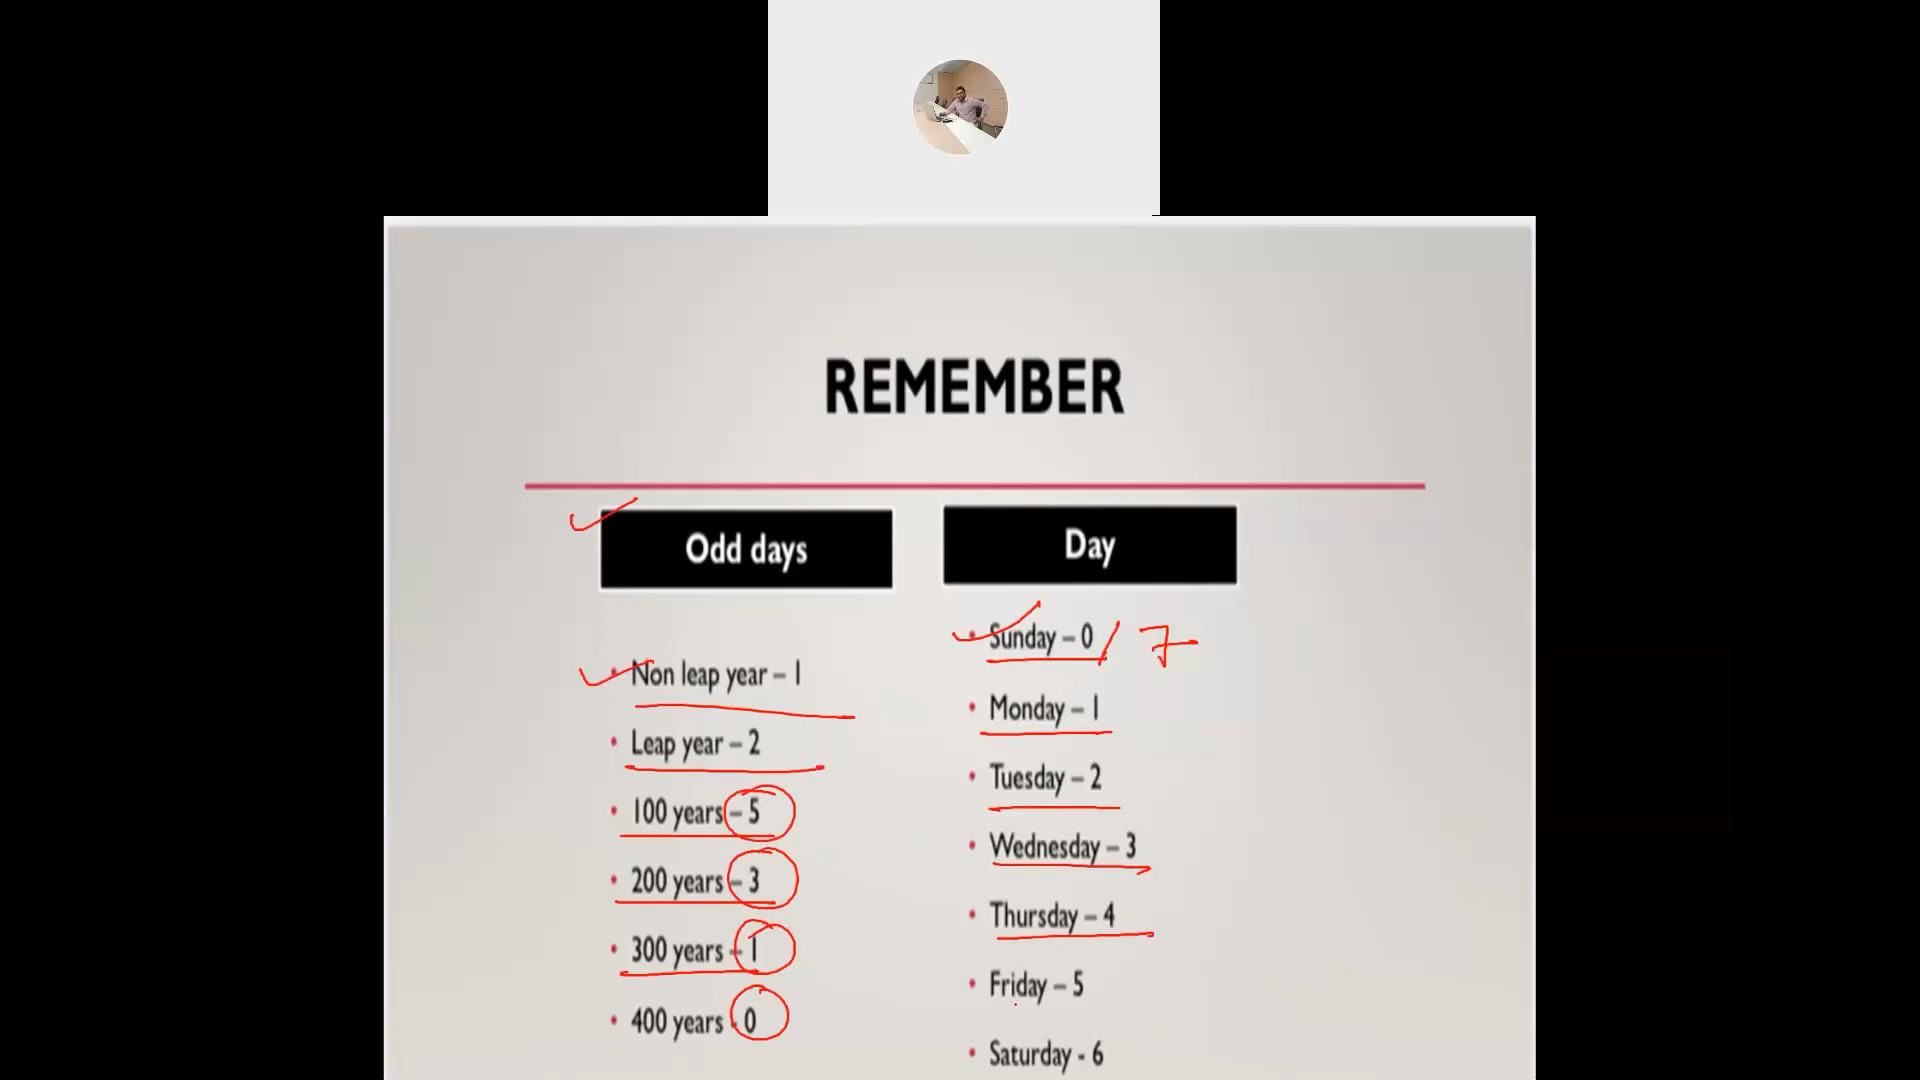 REMEMBER
Odd days
Non leap year – 1
Leap year – 2
100 years – 5
200 years – 3
300 years – 1
400 years - 0
Day
Sunday – 0 / 7
Monday – 1
Tuesday – 2
Wednesday – 3
Thursday – 4
Friday – 5
Saturday - 6